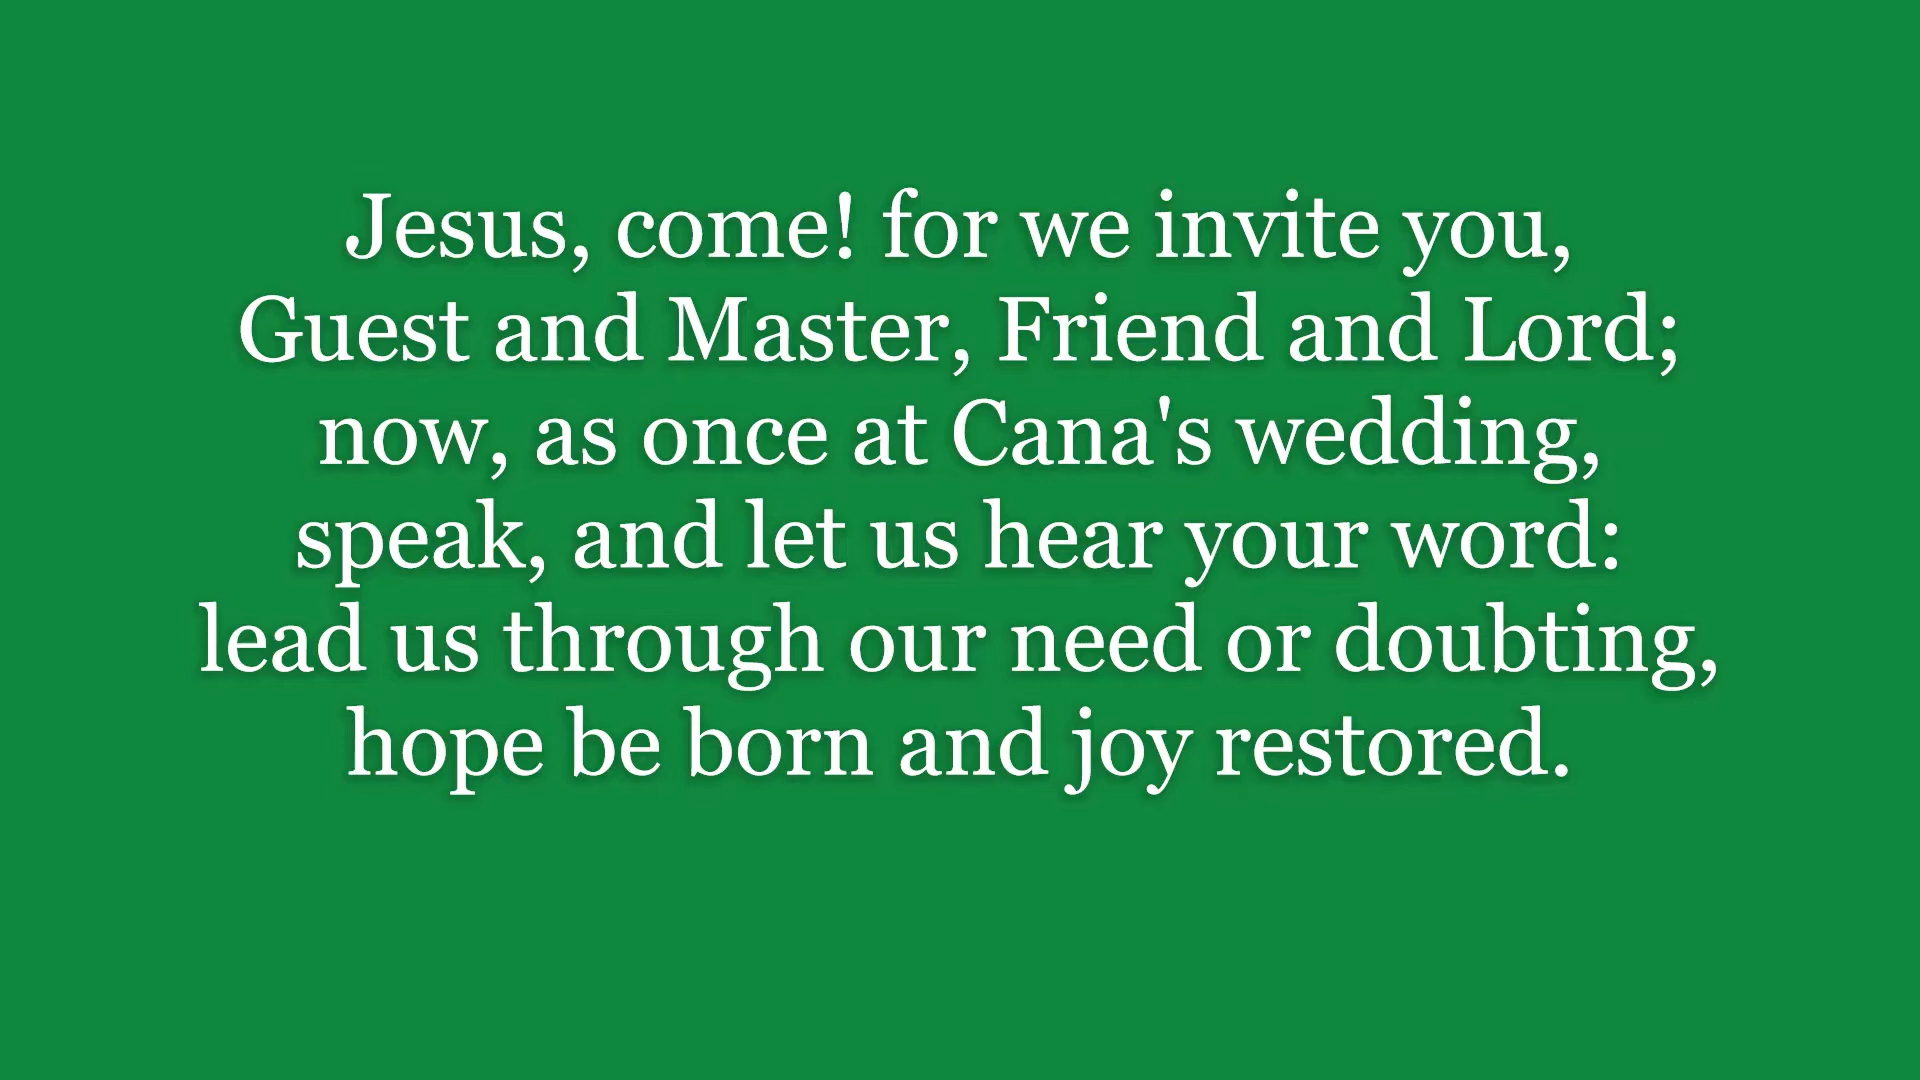 Jesus, come! for we invite you,
Guest and Master, Friend and Lord;
now, as once at Cana's wedding,
speak, and let us hear your word:
lead us through our need or doubting,
hope be born and joy restored.